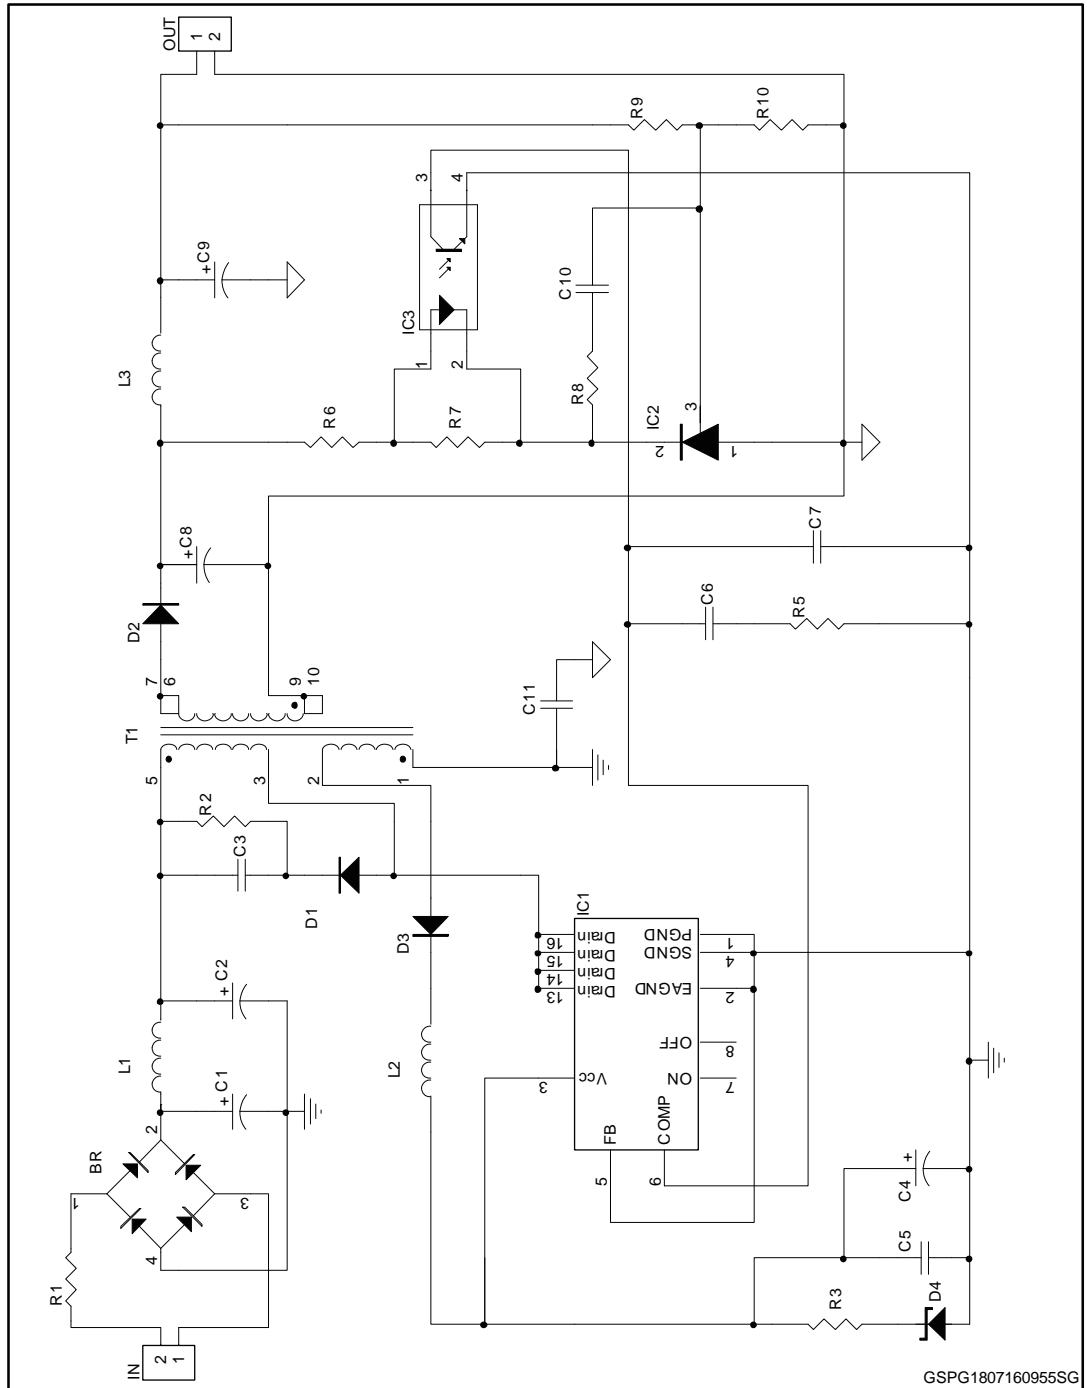 OUT
1
2
R9
R10
3
4
+
C9
C10
IC3
1
2
L3
R8
R6
R7
IC2
3
2
1
+
C8
C7
D2
C6
R5
7
6
9
10
C11
T1
5
3
2
1
R2
C3
D1
D3
IC1
Drain
Drain
Drain
Drain
16
15
14
13
PGND
SGND
EAGND
OFF
ON
1
4
2
8
7
Vcc
3
FB
COMP
5
6
L1
+
C2
+
C1
L2
BR
2
1
3
4
R1
+
C4
C5
R3
D4
IN
2
1
GSPG1807160955SG